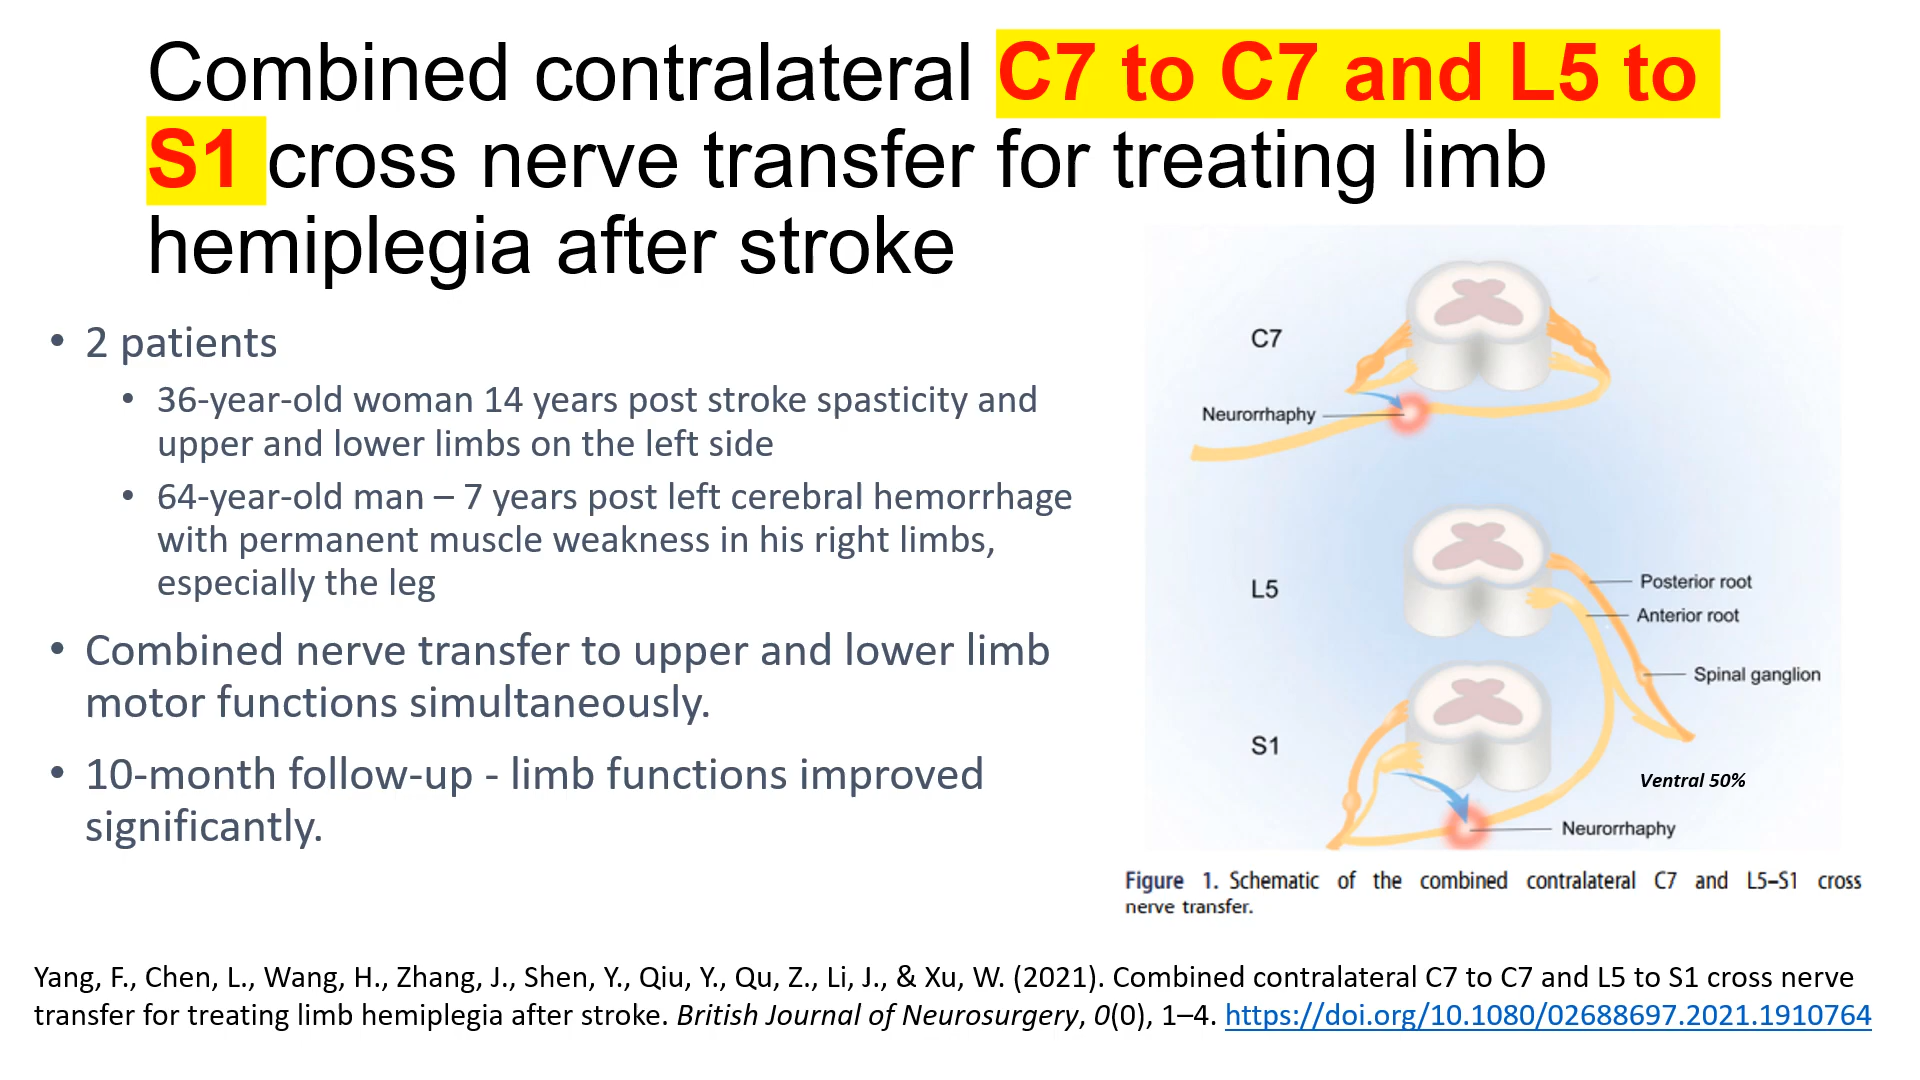 Combined contralateral C7 to C7 and L5 to
S1 cross nerve transfer for treating limb
hemiplegia after stroke
• 2 patients
• 36-year-old woman 14 years post stroke spasticity and
upper and lower limbs on the left side
• 64-year-old man – 7 years post left cerebral hemorrhage
with permanent muscle weakness in his right limbs,
especially the leg
• Combined nerve transfer to upper and lower limb
motor functions simultaneously.
• 10-month follow-up - limb functions improved
significantly.
C7
Neurorrhaphy
L5
Posterior root
Anterior root
Spinal ganglion
S1
Ventral 50%
Neurorrhaphy
Figure 1. Schematic of the combined contralateral C7 and L5–S1 cross
nerve transfer.
Yang, F., Chen, L., Wang, H., Zhang, J., Shen, Y., Qiu, Y., Qu, Z., Li, J., & Xu, W. (2021). Combined contralateral C7 to C7 and L5 to S1 cross nerve
transfer for treating limb hemiplegia after stroke. British Journal of Neurosurgery, 0(0), 1–4. https://doi.org/10.1080/02688697.2021.1910764